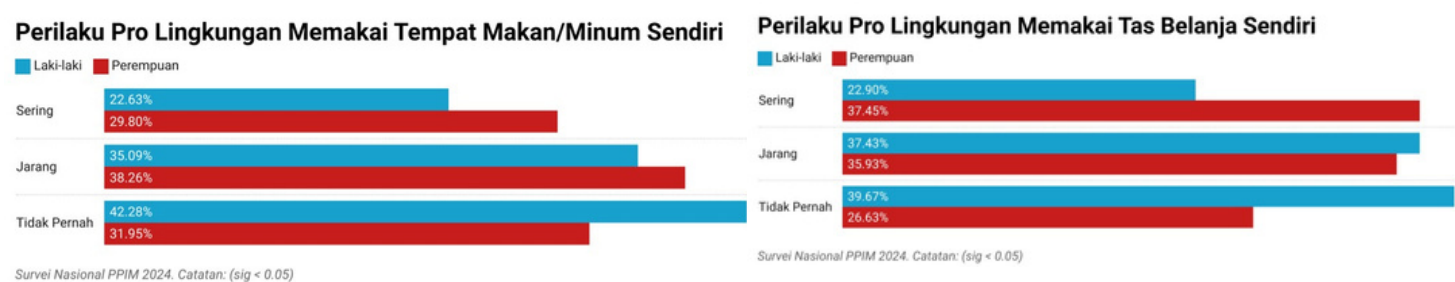 Perilaku Pro Lingkungan Memakai Tempat Makan/Minum Sendiri
Laki-laki Perempuan
Sering
22.63%
29.80%
Jarang
35.09%
38.26%
Tidak Pernah
42.28%
31.95%
Survei Nasional PPIM 2024. Catatan: (sig < 0.05)
Perilaku Pro Lingkungan Memakai Tas Belanja Sendiri
Laki-laki Perempuan
Sering
22.90%
37.45%
Jarang
37.43%
35.93%
Tidak Pernah
39.67%
26.63%
Survei Nasional PPIM 2024. Catatan: (sig < 0.05)